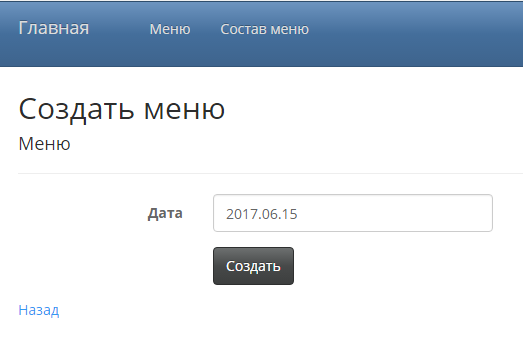 Главная Меню Состав меню
Создать меню
Меню
Дата 2017.06.15
Создать
Назад